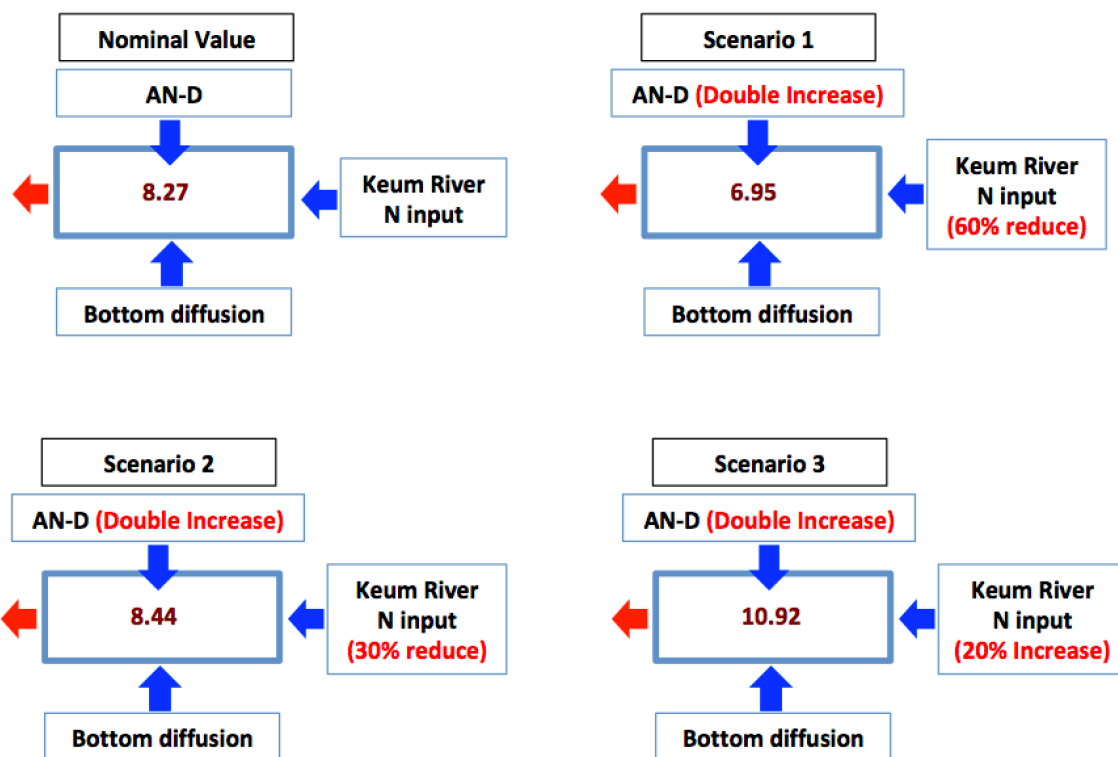 Nominal Value
AN-D
8.27
Keum River
N input
Bottom diffusion
Scenario 1
AN-D (Double Increase)
6.95
Keum River
N input
(60% reduce)
Bottom diffusion
Scenario 2
AN-D (Double Increase)
8.44
Keum River
N input
(30% reduce)
Bottom diffusion
Scenario 3
AN-D (Double Increase)
10.92
Keum River
N input
(20% Increase)
Bottom diffusion